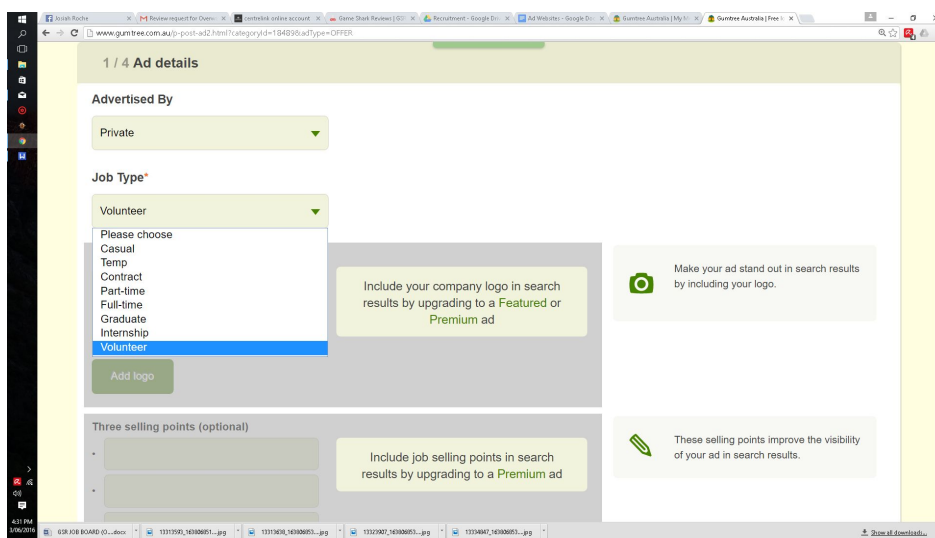 Josiah Roche
Review request for Overw
centrelink online account
Game Shark Reviews | GS
Recruitment - Google Dri
Ad Websites - Google Do
Gumtree Australia | My M
Gumtree Australia | Free l
www.gumtree.com.au/p-post-ad2.html?categoryId=18489&adType=OFFER
1 / 4 Ad details
Advertised By
Private
Job Type*
Volunteer
Please choose
Casual
Temp
Contract
Part-time
Full-time
Graduate
Internship
Volunteer
Add logo
Include your company logo in search
results by upgrading to a Featured or
Premium ad
Make your ad stand out in search results
by including your logo.
Three selling points (optional)
Include job selling points in search
results by upgrading to a Premium ad
These selling points improve the visibility
of your ad in search results.
4:31 PM
3/06/2016
GSR JOB BOARD (O....docx
13313593_163806851....jpg
13313638_163806853....jpg
13323907_163806853....jpg
13334847_163806853....jpg
Show all downloads...